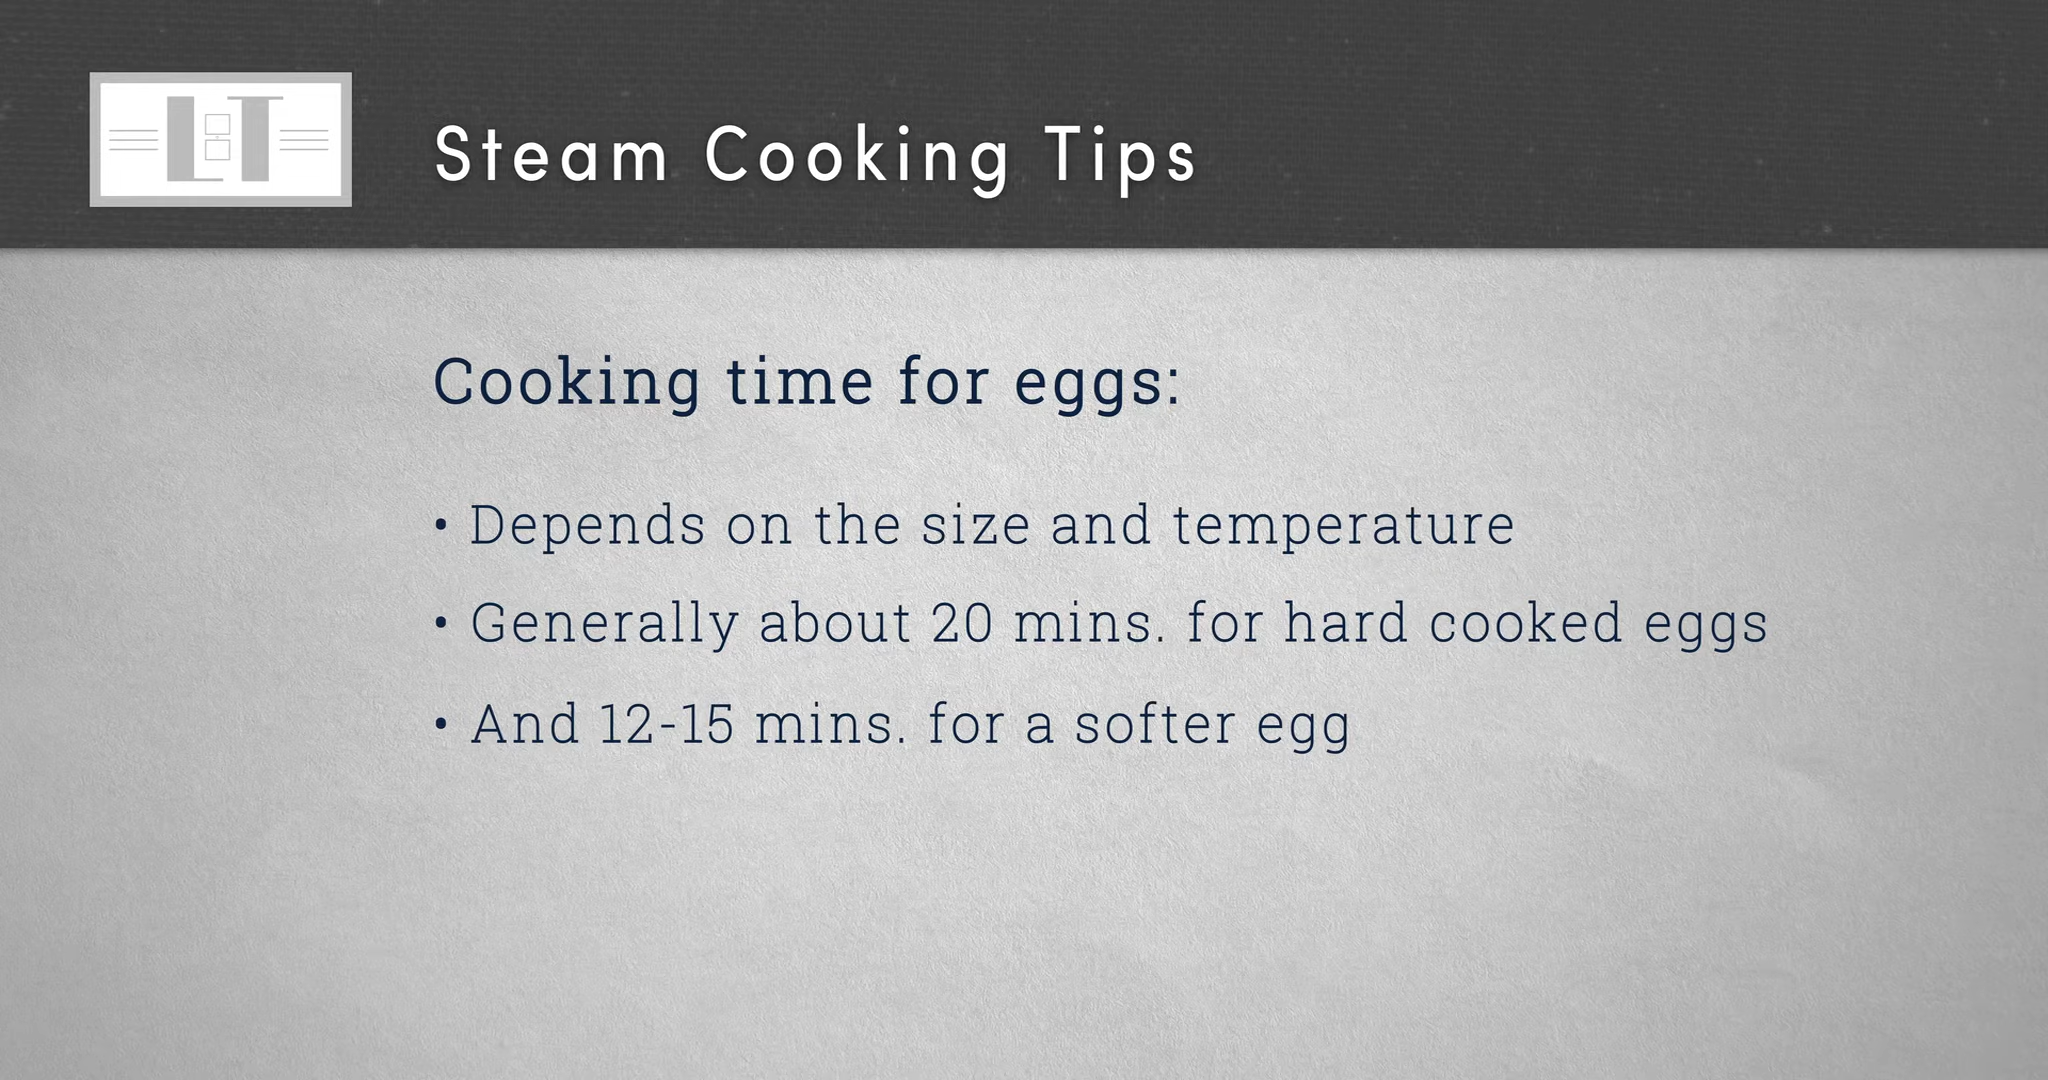 LT
Steam Cooking Tips
Cooking time for eggs:
• Depends on the size and temperature
• Generally about 20 mins. for hard cooked eggs
• And 12-15 mins. for a softer egg